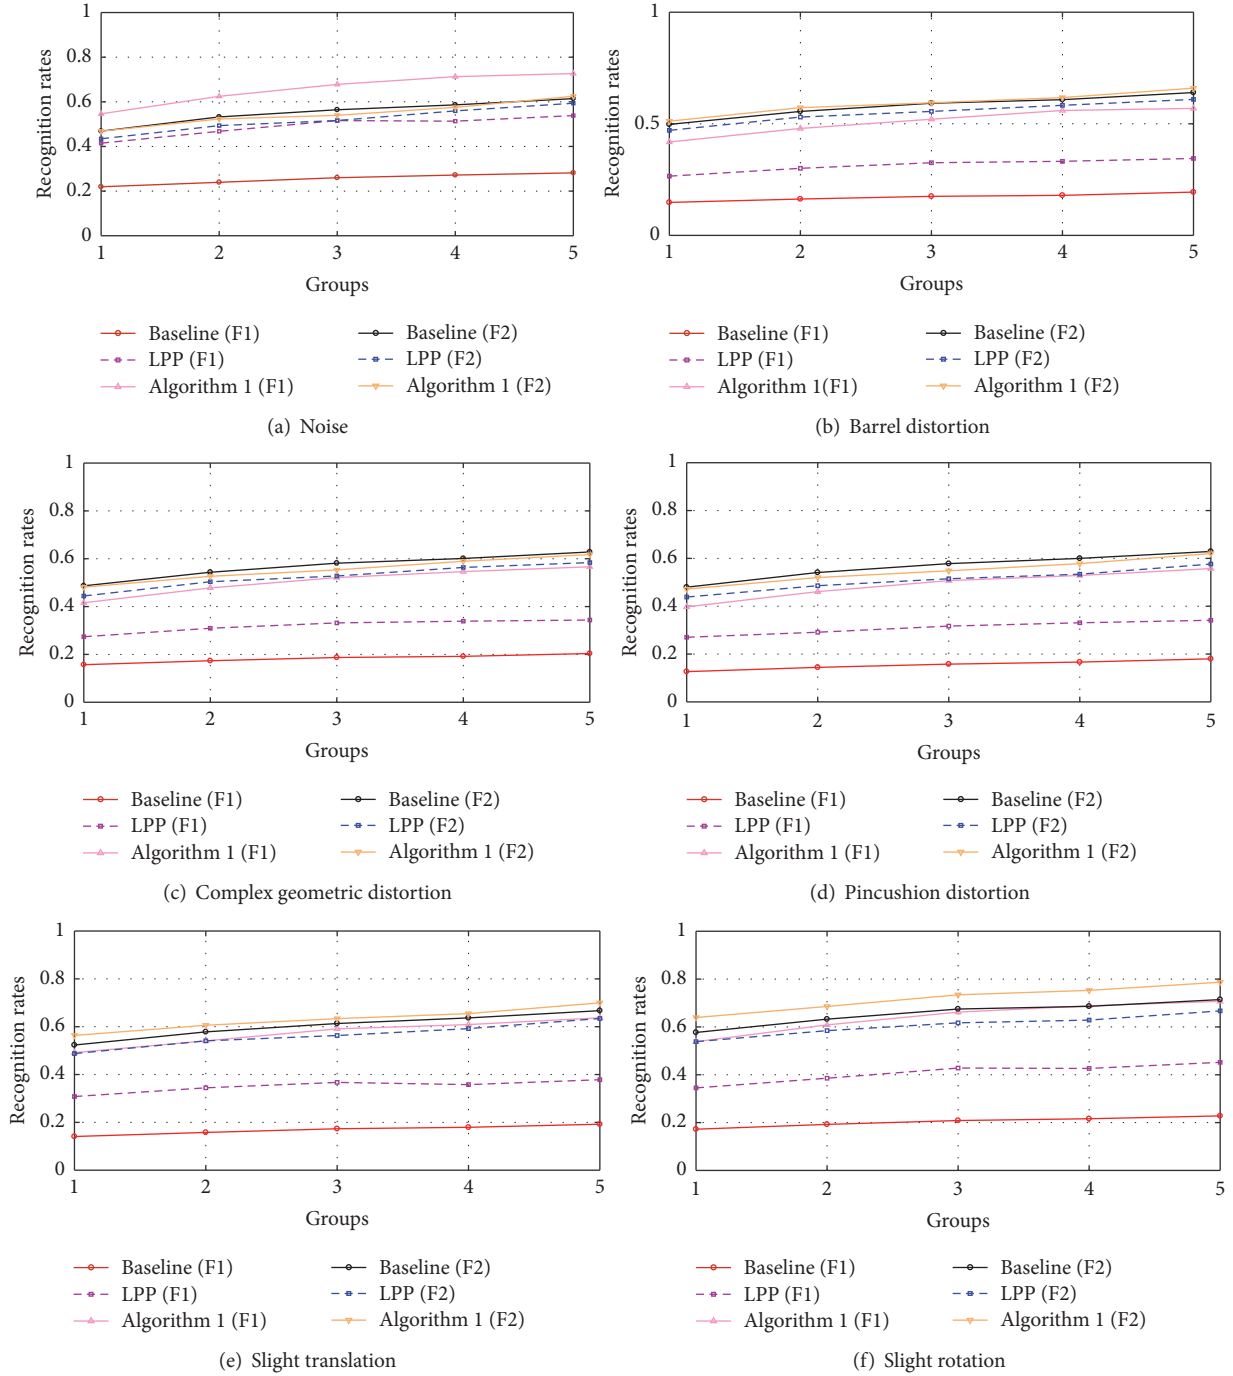 1
0.8
0.6
0.4
0.2
0
Recognition rates
1 2 3 4 5
Groups
Baseline (F1)
LPP (F1)
Algorithm 1 (F1)
Baseline (F2)
LPP (F2)
Algorithm 1 (F2)
(a) Noise
1
0.5
0
Recognition rates
1 2 3 4 5
Groups
Baseline (F1)
LPP (F1)
Algorithm 1(F1)
Baseline (F2)
LPP (F2)
Algorithm 1 (F2)
(b) Barrel distortion
1
0.8
0.6
0.4
0.2
0
Recognition rates
1 2 3 4 5
Groups
Baseline (F1)
LPP (F1)
Algorithm 1 (F1)
Baseline (F2)
LPP (F2)
Algorithm 1 (F2)
(c) Complex geometric distortion
1
0.8
0.6
0.4
0.2
0
Recognition rates
1 2 3 4 5
Groups
Baseline (F1)
LPP (F1)
Algorithm 1 (F1)
Baseline (F2)
LPP (F2)
Algorithm 1 (F2)
(d) Pincushion distortion
1
0.8
0.6
0.4
0.2
0
Recognition rates
1 2 3 4 5
Groups
Baseline (F1)
LPP (F1)
Algorithm 1 (F1)
Baseline (F2)
LPP (F2)
Algorithm 1 (F2)
(e) Slight translation
1
0.8
0.6
0.4
0.2
0
Recognition rates
1 2 3 4 5
Groups
Baseline (F1)
LPP (F1)
Algorithm 1 (F1)
Baseline (F2)
LPP (F2)
Algorithm 1 (F2)
(f) Slight rotation